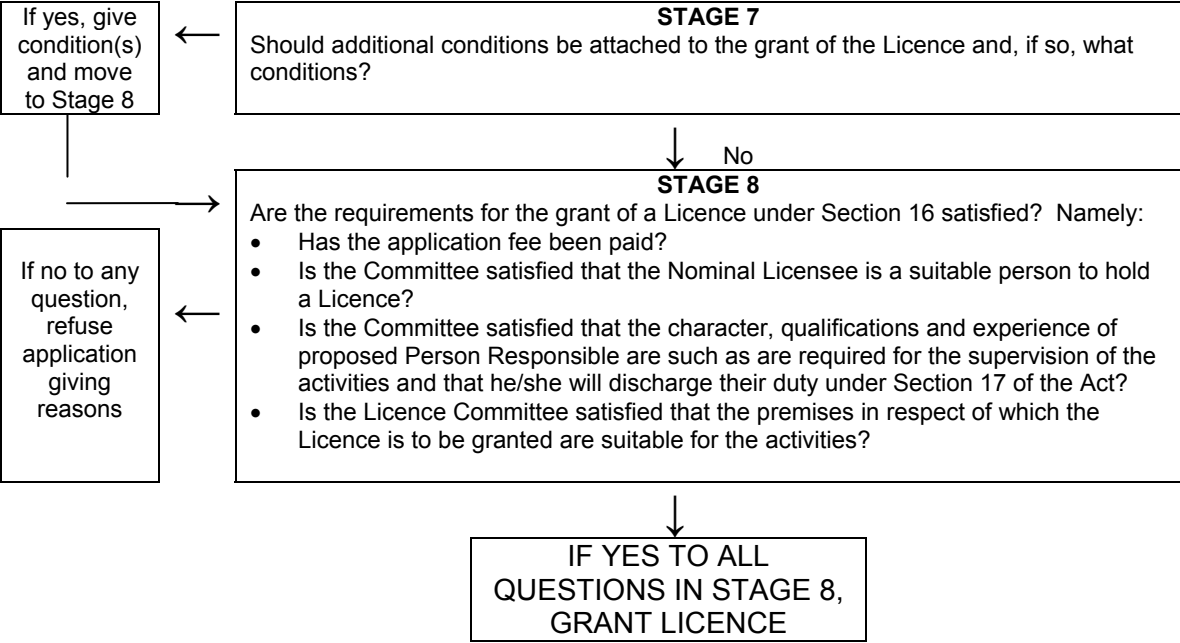 If yes, give
condition(s)
and move
to Stage 8
STAGE 7
Should additional conditions be attached to the grant of the Licence and, if so, what
conditions?
No
STAGE 8
Are the requirements for the grant of a Licence under Section 16 satisfied? Namely:
• Has the application fee been paid?
• Is the Committee satisfied that the Nominal Licensee is a suitable person to hold
a Licence?
• Is the Committee satisfied that the character, qualifications and experience of
proposed Person Responsible are such as are required for the supervision of the
activities and that he/she will discharge their duty under Section 17 of the Act?
• Is the Licence Committee satisfied that the premises in respect of which the
Licence is to be granted are suitable for the activities?
If no to any
question,
refuse
application
giving
reasons
IF YES TO ALL
QUESTIONS IN STAGE 8,
GRANT LICENCE